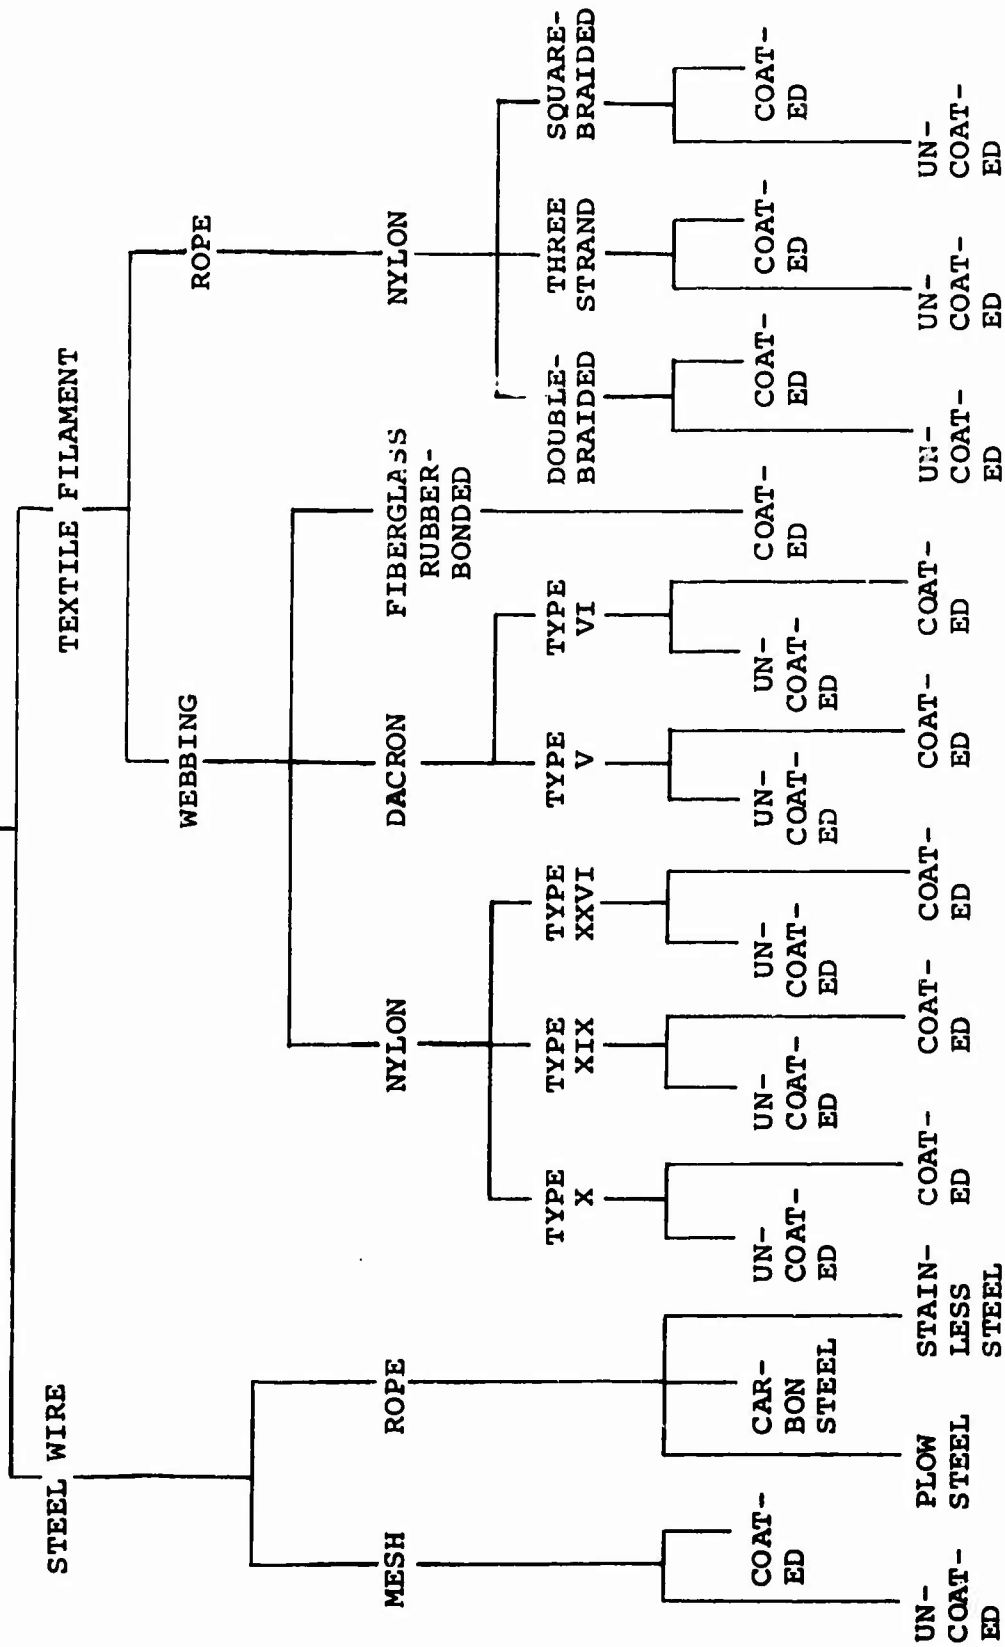 STEEL WIRE
TEXTILE FILAMENT
WEBBING
ROPE
MESH
ROPE
NYLON
DACRON
FIBERGLASS
RUBBER-
BONDED
NYLON
TYPE
X
TYPE
XIX
TYPE
XXVI
TYPE
V
TYPE
VI
DOUBLE-
BRAIDED
THREE
STRAND
SQUARE-
BRAIDED
COAT-
ED
CAR-
BON
STEEL
UN-
COAT-
ED
UN-
COAT-
ED
UN-
COAT-
ED
UN-
COAT-
ED
UN-
COAT-
ED
COAT-
ED
COAT-
ED
COAT-
ED
COAT-
ED
UN-
COAT-
ED
PLOW
STEEL
STAIN-
LESS
STEEL
COAT-
ED
COAT-
ED
COAT-
ED
COAT-
ED
COAT-
ED
UN-
COAT-
ED
UN-
COAT-
ED
UN-
COAT-
ED